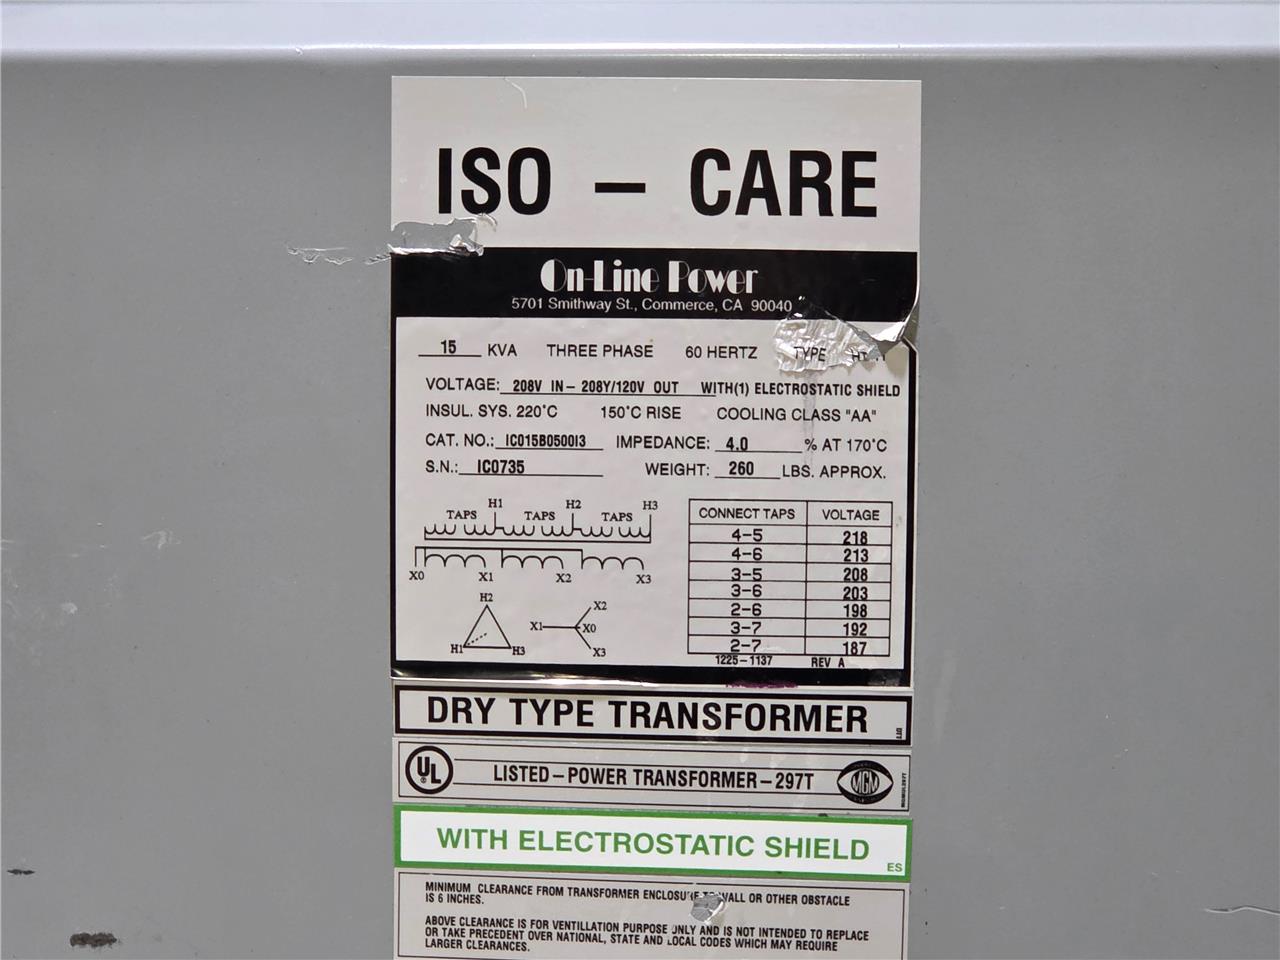 ISO – CARE
On-Line Power
5701 Smithway St., Commerce, CA 90040
15 KVA THREE PHASE 60 HERTZ TYPE
VOLTAGE: 208V IN– 208Y/120V OUT WITH(1) ELECTROSTATIC SHIELD
INSUL. SYS. 220°C 150°C RISE COOLING CLASS "AA"
CAT. NO.: IC015B0500I3 IMPEDANCE: 4.0 % AT 170°C
S.N.: IC0735 WEIGHT: 260 LBS. APPROX.
H1 H2 H3
TAPS TAPS TAPS
X0 X1 X2 X3
H2
H1 H3
X2
X1 X0
X3
CONNECT TAPS VOLTAGE
4-5 218
4-6 213
3-5 208
3-6 203
2-6 198
3-7 192
2-7 187
1225-1137 REV A
DRY TYPE TRANSFORMER
UL LISTED – POWER TRANSFORMER – 297T MGM
WITH ELECTROSTATIC SHIELD
ES
MINIMUM CLEARANCE FROM TRANSFORMER ENCLOSURE TO WALL OR OTHER OBSTACLE
IS 6 INCHES.
ABOVE CLEARANCE IS FOR VENTILLATION PURPOSE ONLY AND IS NOT INTENDED TO REPLACE
OR TAKE PRECEDENT OVER NATIONAL, STATE AND LOCAL CODES WHICH MAY REQUIRE
LARGER CLEARANCES.